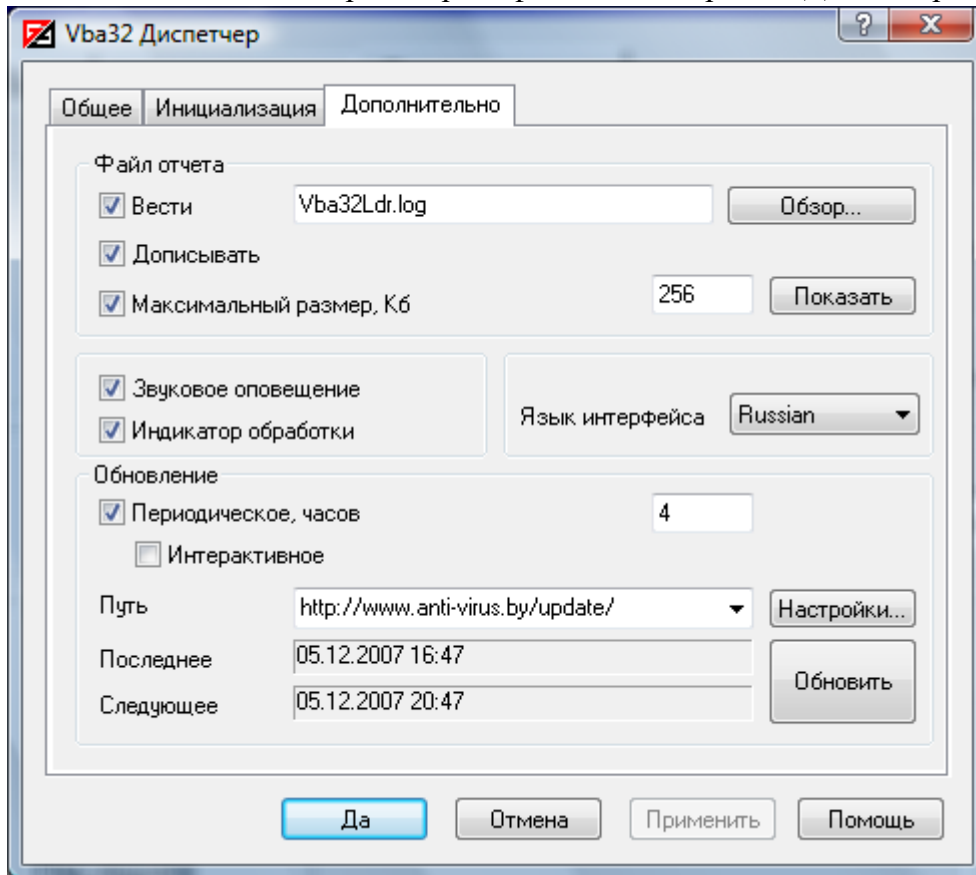 Vba32 Диспетчер
Общее Инициализация Дополнительно
Файл отчета
Вести Vba32Ldr.log Обзор...
Дописывать
Максимальный размер, Кб 256 Показать
Звуковое оповещение
Индикатор обработки
Язык интерфейса Russian
Обновление
Периодическое, часов 4
Интерактивное
Путь http://www.anti-virus.by/update/ Настройки...
Последнее 05.12.2007 16:47
Обновить
Следующее 05.12.2007 20:47
Да Отмена Применить Помощь